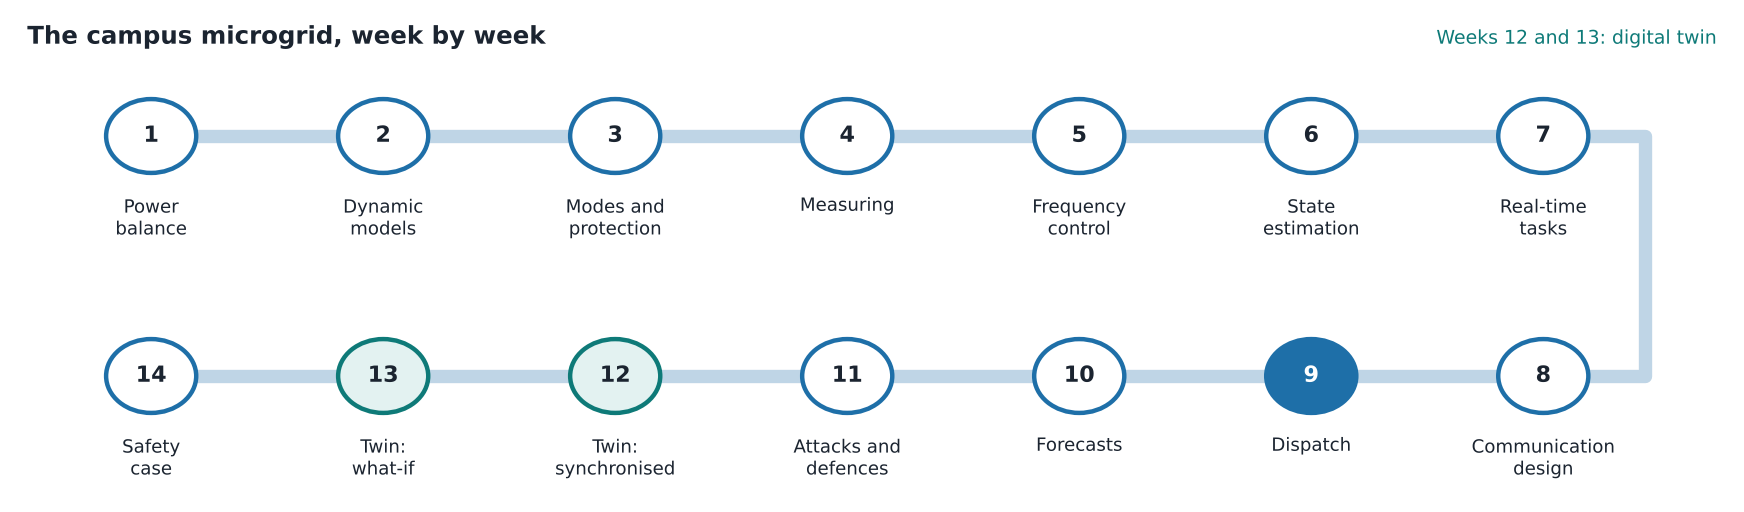 The campus microgrid, week by week
Weeks 12 and 13: digital twin
1
2
3
4
5
6
7
Power
balance
Dynamic
models
Modes and
protection
Measuring
Frequency
control
State
estimation
Real-time
tasks
14
13
12
11
10
9
8
Safety
case
Twin:
what-if
Twin:
synchronised
Attacks and
defences
Forecasts
Dispatch
Communication
design